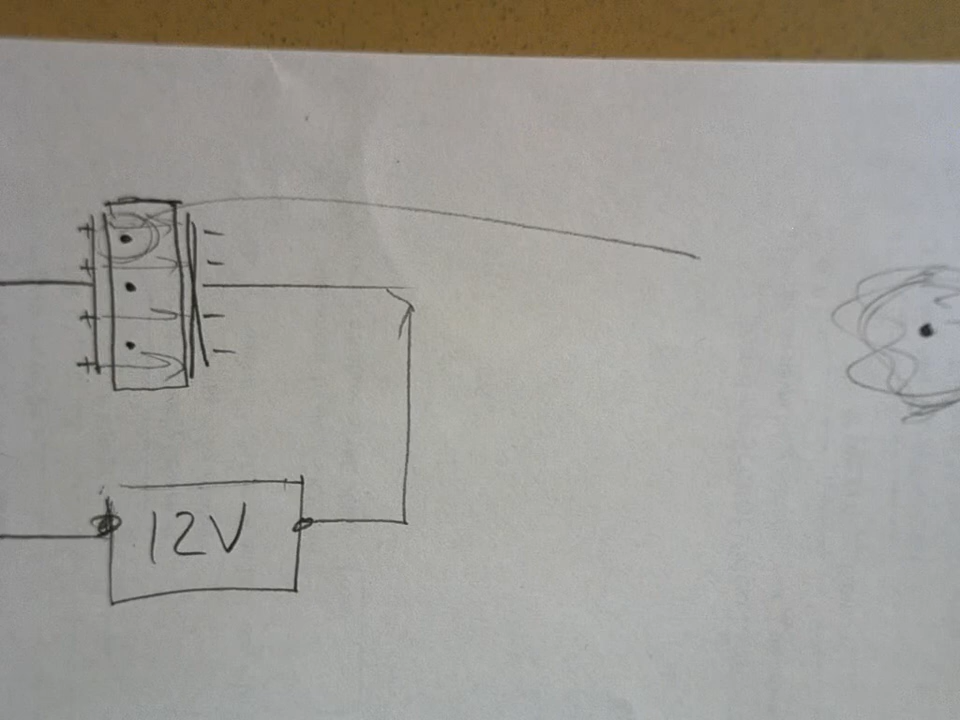 + -
+ -
+ -
+ -
12V